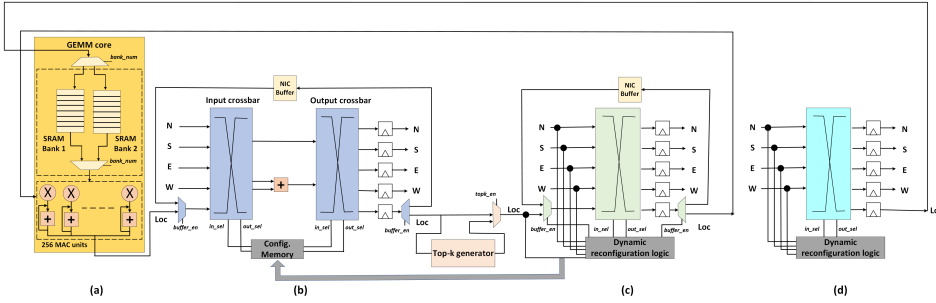 GEMM core
bank_num
SRAM Bank 1
SRAM Bank 2
bank_num
X
X
X
+
+
+
256 MAC units
(a)
NIC Buffer
Input crossbar
Output crossbar
N
S
E
W
Loc
buffer_en
+
in_sel
out_sel
in_sel
out_sel
Config. Memory
N
S
E
W
buffer_en
Loc
topk_en
Top-k generator
(b)
NIC Buffer
N
S
E
W
Loc
buffer_en
in_sel
out_sel
buffer_en
Dynamic reconfiguration logic
N
S
E
W
Loc
(c)
N
S
E
W
in_sel
out_sel
Dynamic reconfiguration logic
N
S
E
W
(d)